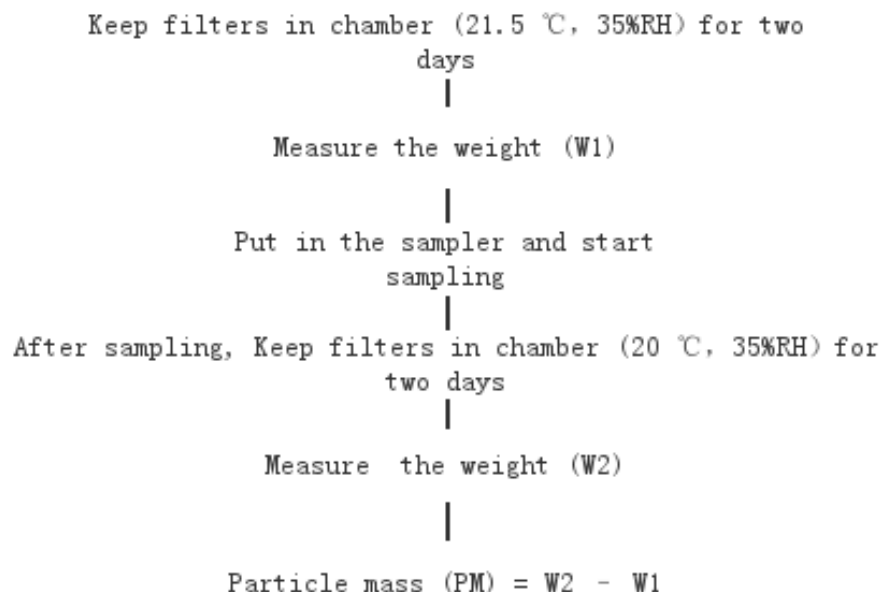 Keep filters in chamber (21.5 ℃, 35%RH) for two
days
Measure the weight (W1)
Put in the sampler and start
sampling
After sampling, Keep filters in chamber (20 ℃, 35%RH) for
two days
Measure the weight (W2)
Particle mass (PM) = W2 - W1